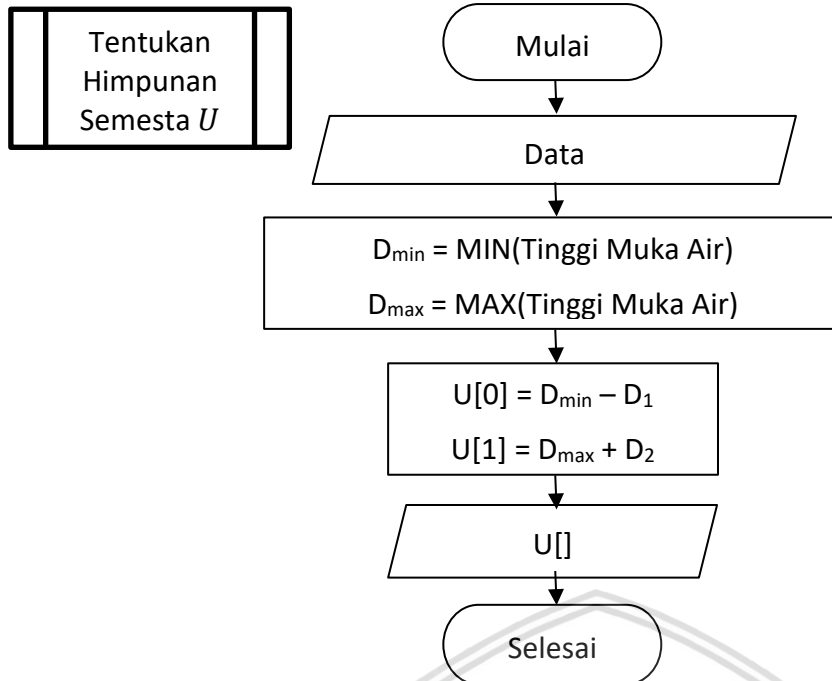 Tentukan
Himpunan
Semesta U
Mulai
Data
Dmin = MIN(Tinggi Muka Air)
Dmax = MAX(Tinggi Muka Air)
U[0] = Dmin – D1
U[1] = Dmax + D2
U[]
Selesai